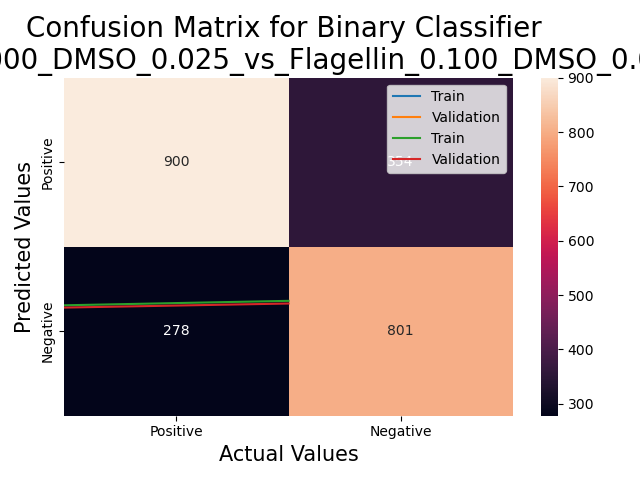 Confusion Matrix for Binary Classifier
000_DMSO_0.025_vs_Flagellin_0.100_DMSO_0.0
Train
Validation
Train
Validation
Predicted Values
Positive
Negative
900
278
801
Positive
Negative
Actual Values
900
800
700
600
500
400
300